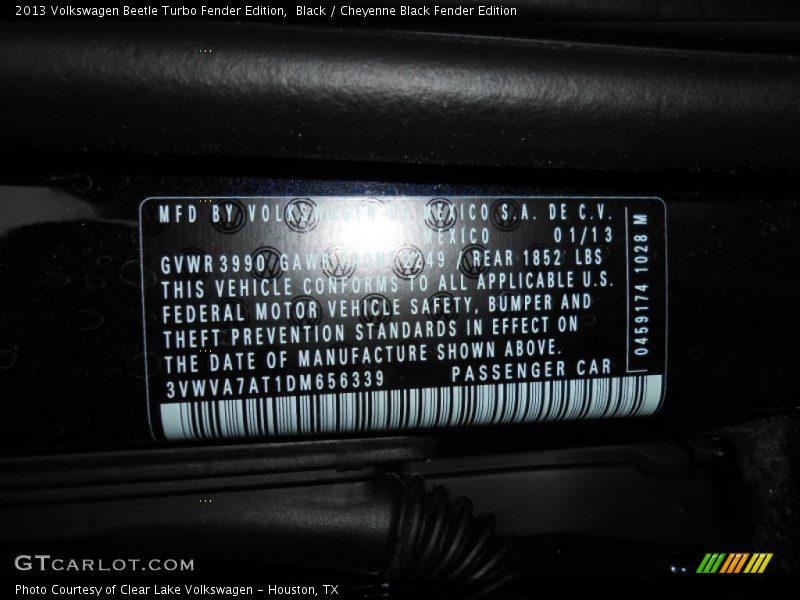 2013 Volkswagen Beetle Turbo Fender Edition, Black / Cheyenne Black Fender Edition
MFD BY VOLKSWAGEN DE MEXICO S.A. DE C.V.
MEXICO 01/13
GVWR 3990 GAWR 2249 / REAR 1852 LBS
THIS VEHICLE CONFORMS TO ALL APPLICABLE U.S.
FEDERAL MOTOR VEHICLE SAFETY, BUMPER AND
THEFT PREVENTION STANDARDS IN EFFECT ON
THE DATE OF MANUFACTURE SHOWN ABOVE.
3VWVA7AT1DM656339 PASSENGER CAR
0459174 1028 M
GTCARLOT.COM
Photo Courtesy of Clear Lake Volkswagen - Houston, TX